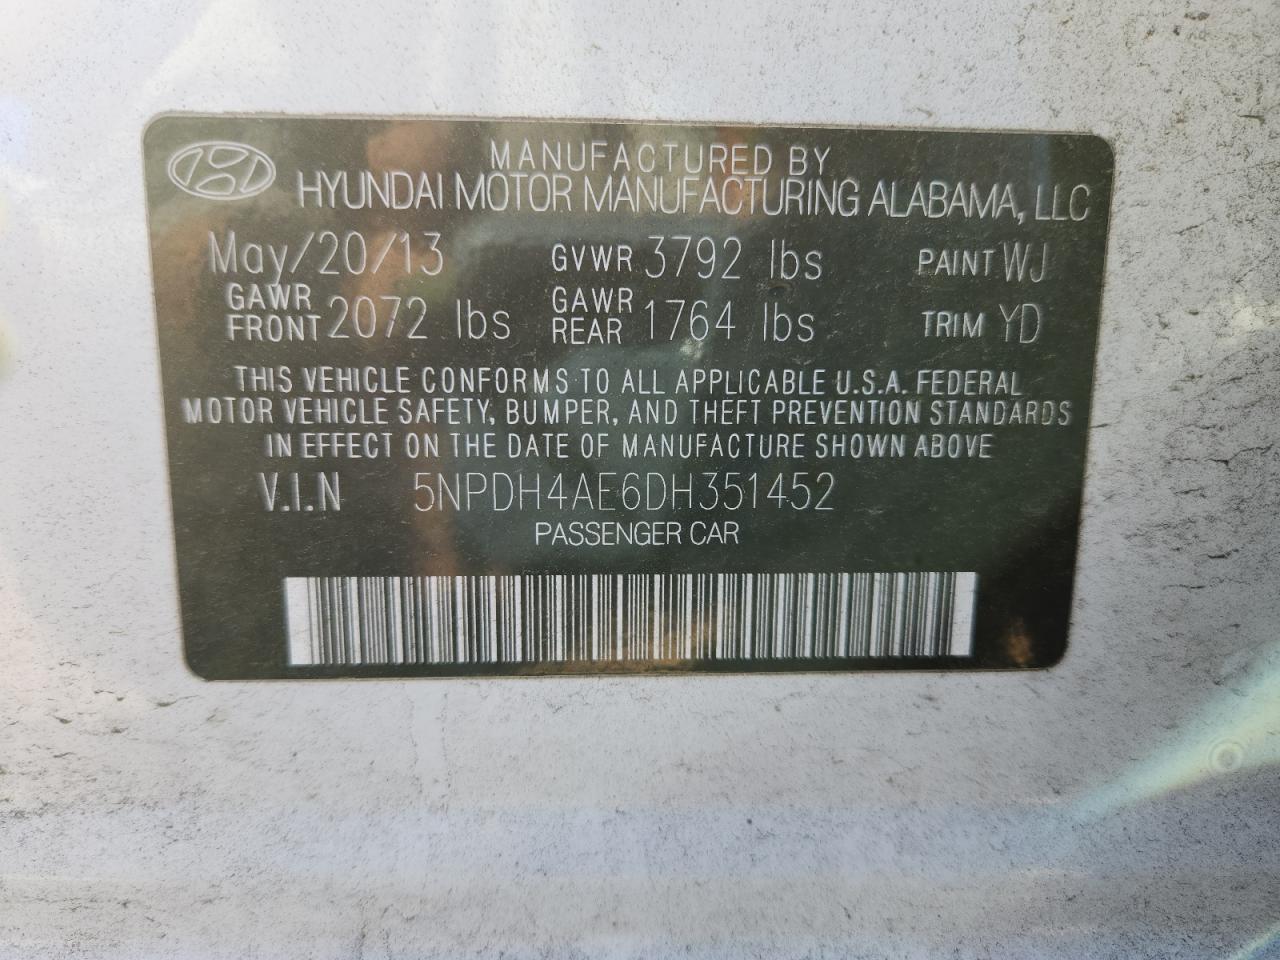 MANUFACTURED BY
HYUNDAI MOTOR MANUFACTURING ALABAMA, LLC
May/20/13 GVWR 3792 lbs PAINT WJ
GAWR FRONT 2072 lbs GAWR REAR 1764 lbs TRIM YD
THIS VEHICLE CONFORMS TO ALL APPLICABLE U.S.A. FEDERAL
MOTOR VEHICLE SAFETY, BUMPER, AND THEFT PREVENTION STANDARDS
IN EFFECT ON THE DATE OF MANUFACTURE SHOWN ABOVE
V.I.N 5NPDH4AE6DH351452
PASSENGER CAR